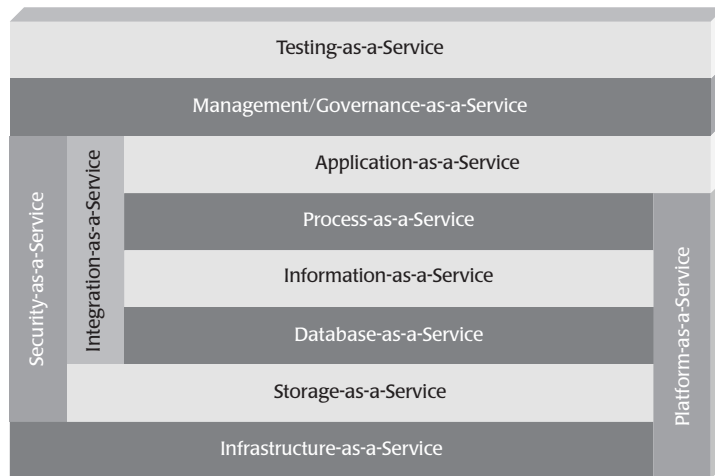 Testing-as-a-Service
Management/Governance-as-a-Service
Security-as-a-Service
Integration-as-a-Service
Application-as-a-Service
Process-as-a-Service
Information-as-a-Service
Database-as-a-Service
Storage-as-a-Service
Infrastructure-as-a-Service
Platform-as-a-Service